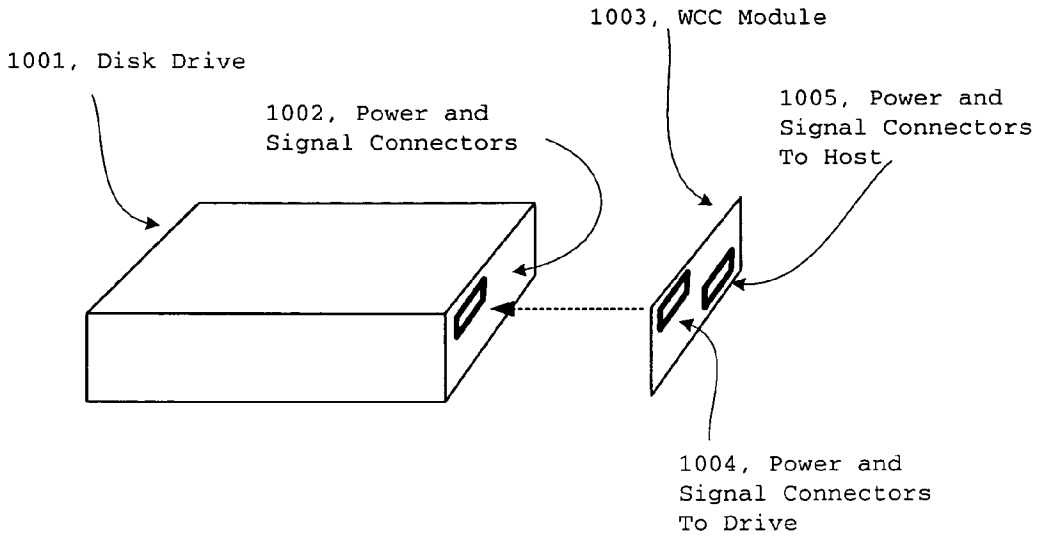 1003, WCC Module
1001, Disk Drive
1002, Power and
Signal Connectors
1005, Power and
Signal Connectors
To Host
1004, Power and
Signal Connectors
To Drive